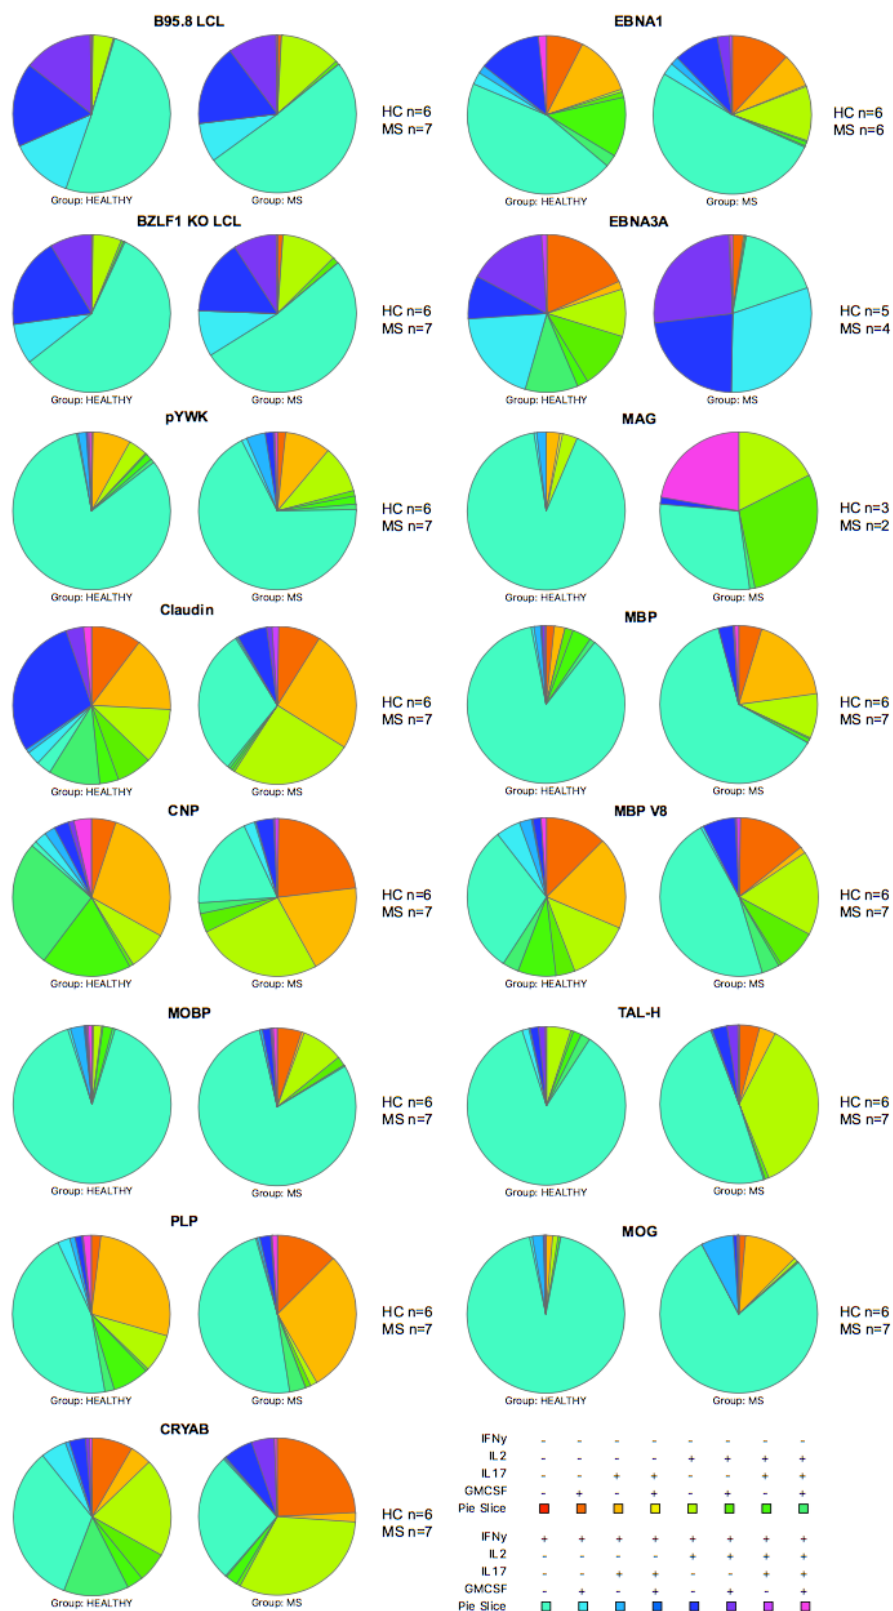 B95.8 LCL
Group: HEALTHY
Group: MS
HC n=6
MS n=7
EBNA1
Group: HEALTHY
Group: MS
HC n=6
MS n=6
BZLF1 KO LCL
Group: HEALTHY
Group: MS
HC n=6
MS n=7
EBNA3A
Group: HEALTHY
Group: MS
HC n=5
MS n=4
pYWK
Group: HEALTHY
Group: MS
HC n=6
MS n=7
MAG
Group: HEALTHY
Group: MS
HC n=3
MS n=2
Claudin
Group: HEALTHY
Group: MS
HC n=6
MS n=7
MBP
Group: HEALTHY
Group: MS
HC n=6
MS n=7
CNP
Group: HEALTHY
Group: MS
HC n=6
MS n=7
MBP V8
Group: HEALTHY
Group: MS
HC n=6
MS n=7
MOBP
Group: HEALTHY
Group: MS
HC n=6
MS n=7
TAL-H
Group: HEALTHY
Group: MS
HC n=6
MS n=7
PLP
Group: HEALTHY
Group: MS
HC n=6
MS n=7
MOG
Group: HEALTHY
Group: MS
HC n=6
MS n=7
CRYAB
Group: HEALTHY
Group: MS
HC n=6
MS n=7
IFNγ - - - - - - - -
IL2 - - - - + + + +
IL17 - - + + - - + +
GMCSF - + - + - + - +
Pie Slice
IFNγ + + + + + + + +
IL2 - - - - + + + +
IL17 - - + + - - + +
GMCSF - + - + - + - +
Pie Slice